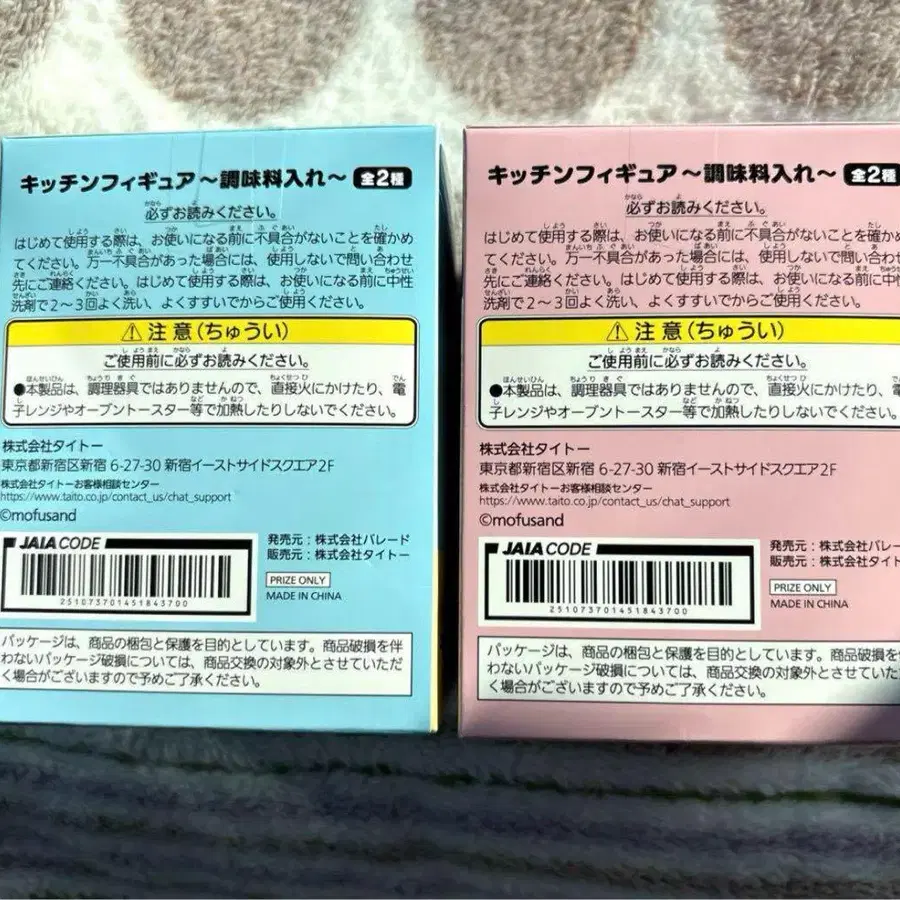 キッチンフィギュア～調味料入れ～ 全2種
必ずお読みください。
はじめて使用する際は、お使いになる前に不具合がないことを確かめ
てください。万一不具合があった場合には、使用しないで問い合わせ
先にご連絡ください。はじめて使用する際は、お使いになる前に中性
洗剤で2～3回よく洗い、よくすすいでからご使用ください。
⚠注意(ちゅうい)
ご使用前に必ずお読みください。
●本製品は、調理器具ではありませんので、直接火にかけたり、電
子レンジやオーブントースター等で加熱したりしないでください。
株式会社タイトー
東京都新宿区新宿 6-27-30 新宿イーストサイドスクエア2F
株式会社タイトーお客様相談センター
https://www.taito.co.jp/contact_us/chat_support
©mofusand
JAIA CODE
251073701451843700
発売元：株式会社パレード
販売元：株式会社タイトー
PRIZE ONLY
MADE IN CHINA
パッケージは、商品の梱包と保護を目的としています。商品破損を伴
わないパッケージ破損については、商品交換の対象外とさせていただ
く場合がございますので予めご了承ください。
キッチンフィギュア～調味料入れ～ 全2種
必ずお読みください。
はじめて使用する際は、お使いになる前に不具合がないことを確かめ
てください。万一不具合があった場合には、使用しないで問い合わ
先にご連絡ください。はじめて使用する際は、お使いになる前に中性
洗剤で2～3回よく洗い、よくすすいでからご使用ください。
⚠注意(ちゅうい)
ご使用前に必ずお読みください。
●本製品は、調理器具ではありませんので、直接火にかけたり、電
子レンジやオーブントースター等で加熱したりしないでください。
株式会社タイトー
東京都新宿区新宿 6-27-30 新宿イーストサイドスクエア2F
株式会社タイトーお客様相談センター
https://www.taito.co.jp/contact_us/chat_support
©mofusand
JAIA CODE
251073701451843700
発売元：株式会社パレー
販売元：株式会社タイト
PRIZE ONLY
MADE IN CHINA
パッケージは、商品の梱包と保護を目的としています。商品破損を
わないパッケージ破損については、商品交換の対象外とさせていた
く場合がございますので予めご了承ください。